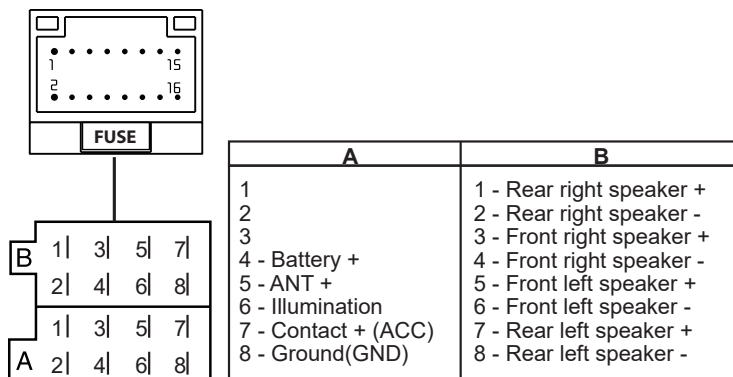 1 15
2 16
FUSE
B 1 3 5 7
2 4 6 8
1 3 5 7
A 2 4 6 8
A B
1 1 - Rear right speaker +
2 2 - Rear right speaker -
3 3 - Front right speaker +
4 - Battery + 4 - Front right speaker -
5 - ANT + 5 - Front left speaker +
6 - Illumination 6 - Front left speaker -
7 - Contact + (ACC) 7 - Rear left speaker +
8 - Ground(GND) 8 - Rear left speaker -